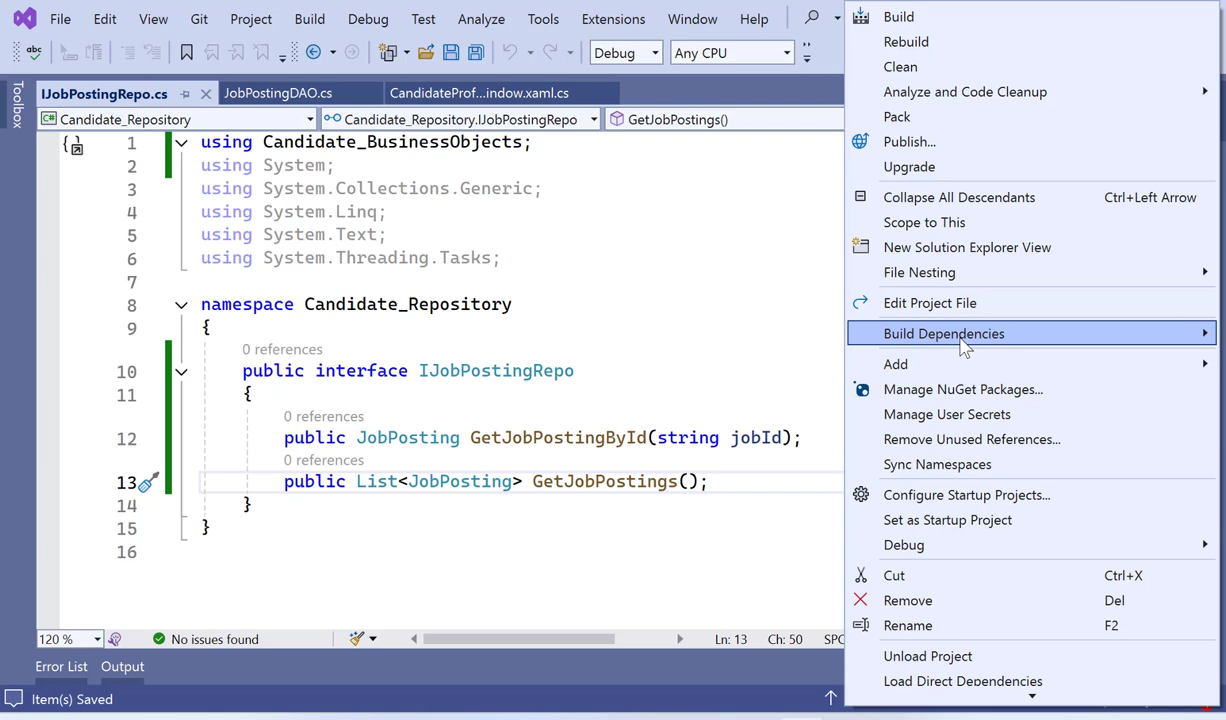 File Edit View Git Project Build Debug Test Analyze Tools Extensions Window Help
abc Debug Any CPU
Toolbox
IJobPostingRepo.cs JobPostingDAO.cs CandidateProf...indow.xaml.cs
Candidate_Repository Candidate_Repository.IJobPostingRepo GetJobPostings()
1 using Candidate_BusinessObjects;
2 using System;
3 using System.Collections.Generic;
4 using System.Linq;
5 using System.Text;
6 using System.Threading.Tasks;
7
8 namespace Candidate_Repository
9 {
0 references
10 public interface IJobPostingRepo
11 {
0 references
12 public JobPosting GetJobPostingById(string jobId);
0 references
13 public List<JobPosting> GetJobPostings();
14 }
15 }
16
120 % No issues found Ln: 13 Ch: 50 SPC
Error List Output
Item(s) Saved
Build
Rebuild
Clean
Analyze and Code Cleanup
Pack
Publish...
Upgrade
Collapse All Descendants Ctrl+Left Arrow
Scope to This
New Solution Explorer View
File Nesting
Edit Project File
Build Dependencies
Add
Manage NuGet Packages...
Manage User Secrets
Remove Unused References...
Sync Namespaces
Configure Startup Projects...
Set as Startup Project
Debug
Cut Ctrl+X
Remove Del
Rename F2
Unload Project
Load Direct Dependencies